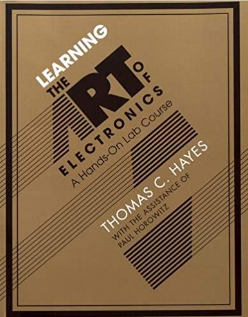 LEARNING
THE
ART OF
ELECTRONICS
A Hands-On Lab Course
THOMAS C. HAYES
WITH THE ASSISTANCE OF
PAUL HOROWITZ